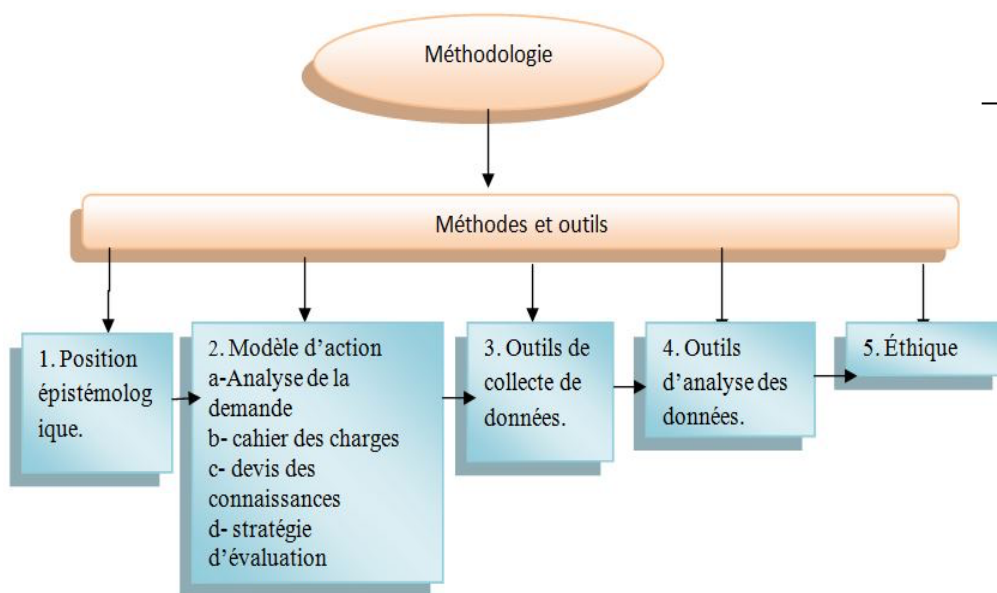 Méthodologie
Méthodes et outils
1. Position
épistémolog
ique.
2. Modèle d'action
a-Analyse de la
demande
b- cahier des charges
c- devis des
connaissances
d- stratégie
d'évaluation
3. Outils de
collecte de
données.
4. Outils
d'analyse des
données.
5. Éthique